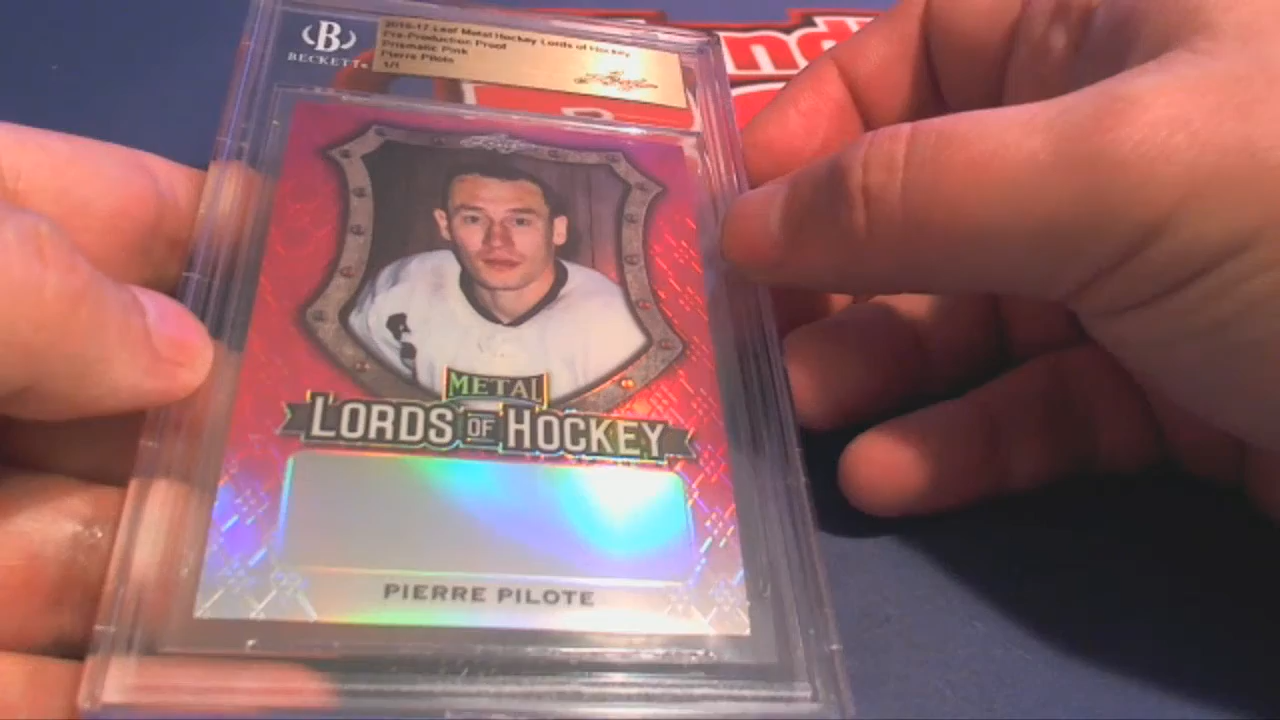 BECKETT
2016-17 Leaf Metal Hockey Lords of Hockey
Pre-Production Proof
Prismatic Pink
Pierre Pilote
1/1
Leaf
Leaf
METAL
LORDS OF HOCKEY
PIERRE PILOTE